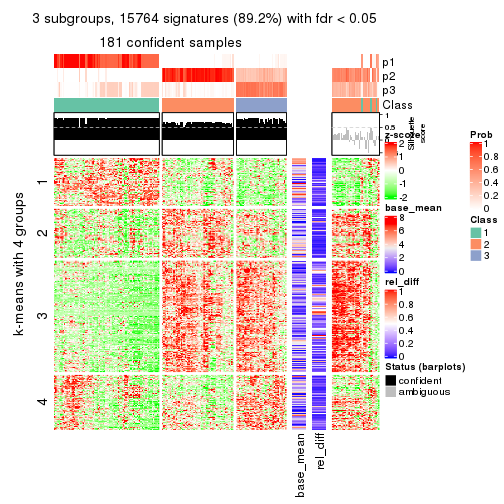 3 subgroups, 15764 signatures (89.2%) with fdr < 0.05
181 confident samples
p1
p2
p3
Class
1
0.5
0
Silhouette
score
k-means with 4 groups
1
2
3
4
base_mean
rel_diff
z-score
2
1
0
-1
-2
base_mean
8
6
4
2
0
rel_diff
1
0.8
0.6
0.4
0.2
0
Status (barplots)
confident
ambiguous
Prob
1
0.8
0.6
0.4
0.2
0
Class
1
2
3